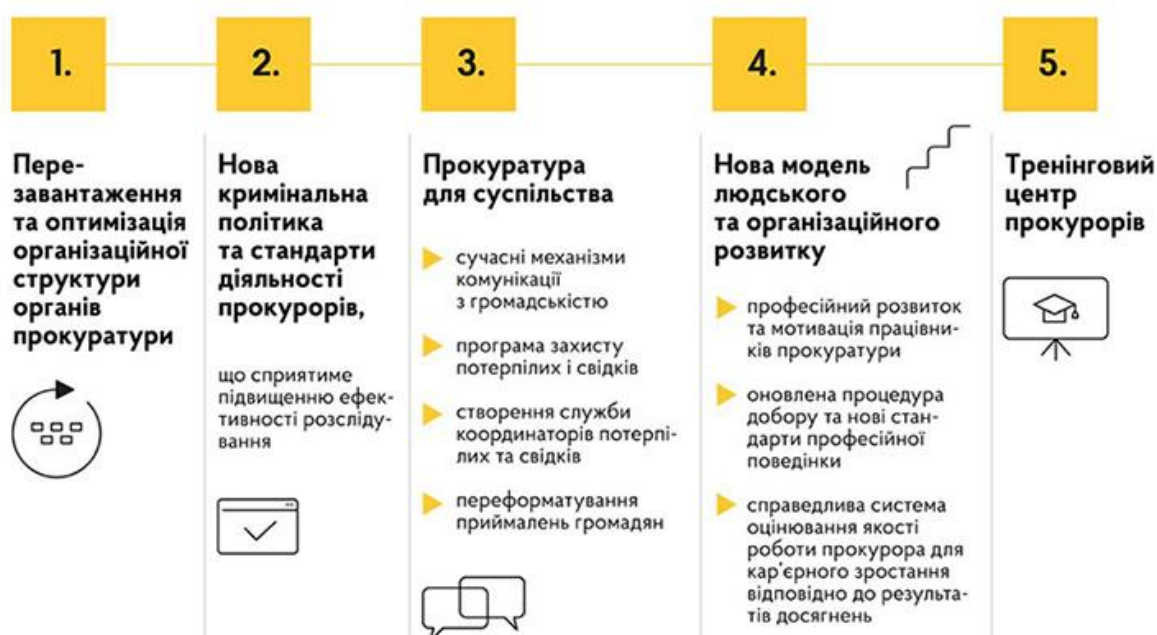 1.
Пере-
завантаження
та оптимізація
організаційної
структури
органів
прокуратури
2.
Нова
кримінальна
політика
та стандарти
діяльності
прокурорів,
що сприятиме
підвищенню ефек-
тивності розсліду-
вання
3.
Прокуратура
для суспільства
сучасні механізми
комунікації
з громадськістю
програма захисту
потерпілих і свідків
створення служби
координаторів потерпі-
лих та свідків
переформатування
приймалень громадян
4.
Нова модель
людського
та організаційного
розвитку
професійний розвиток
та мотивація працівни-
ків прокуратури
оновлена процедура
добору та нові стан-
дарти професійної
поведінки
справедлива система
оцінювання якості
роботи прокурора для
кар'єрного зростання
відповідно до результа-
тів досягнень
5.
Тренінговий
центр
прокурорів